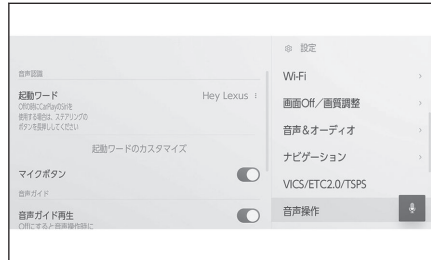 設定
音声認識
起動ワード
Hey Lexus
Off の際にCarPlayのSiriを
使用する場合は、ステアリングの
ボタンを長押ししてください
起動ワードのカスタマイズ
マイクボタン
音声ガイド
音声ガイド再生
Offにすると音声操作時に
Wi-Fi
画面Off/画質調整
音声&オーディオ
ナビゲーション
VICS/ETC2.0/TSPS
音声操作